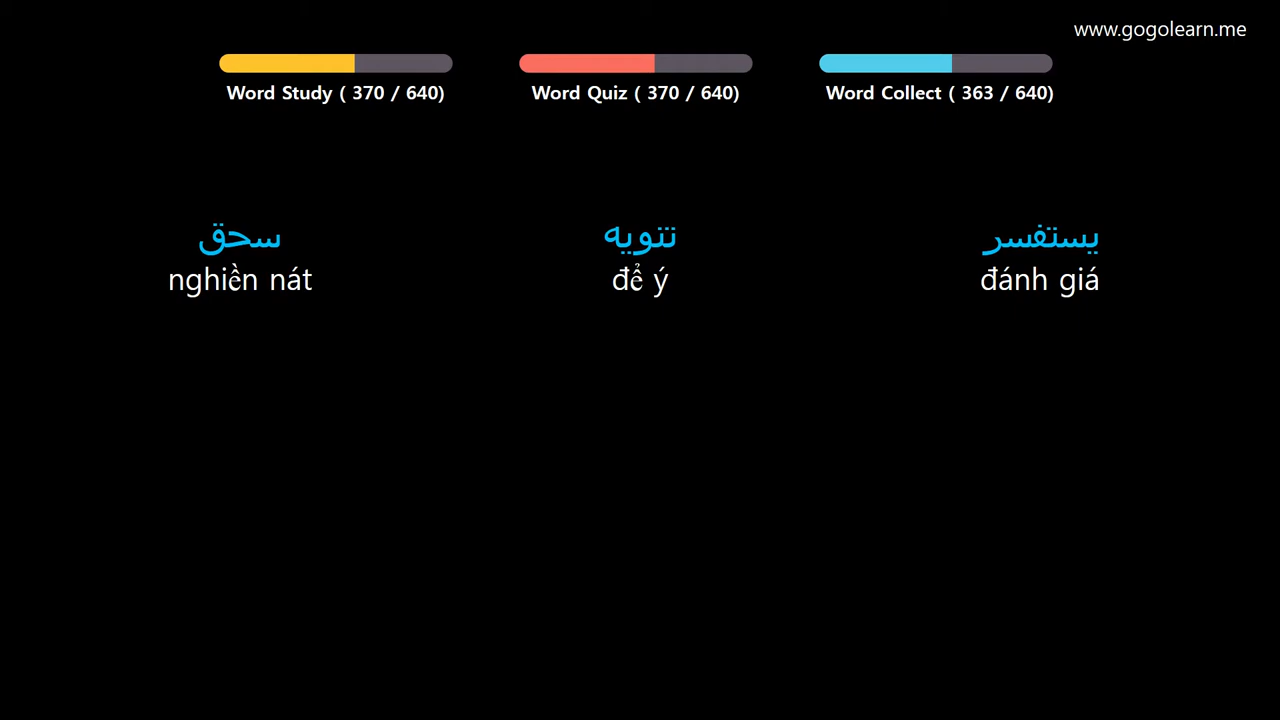 www.gogolearn.me
Word Study ( 370 / 640)
Word Quiz ( 370 / 640)
Word Collect ( 363 / 640)
سحق
تتويه
يستفسر
nghiền nát
để ý
đánh giá